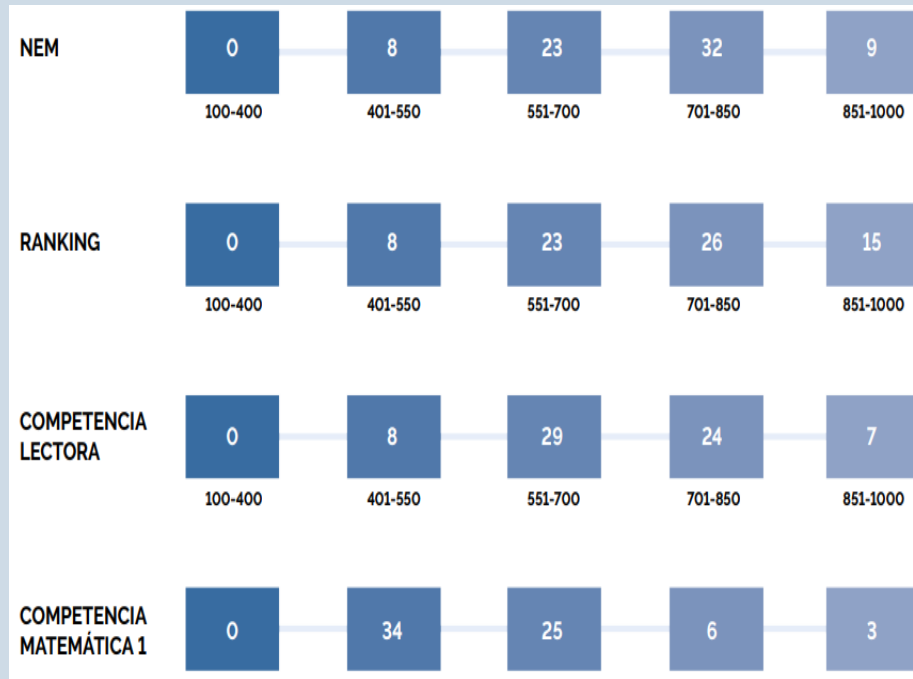 NEM
0 8 23 32 9
100-400 401-550 551-700 701-850 851-1000
RANKING
0 8 23 26 15
100-400 401-550 551-700 701-850 851-1000
COMPETENCIA
LECTORA
0 8 29 24 7
100-400 401-550 551-700 701-850 851-1000
COMPETENCIA
MATEMÁTICA 1
0 34 25 6 3